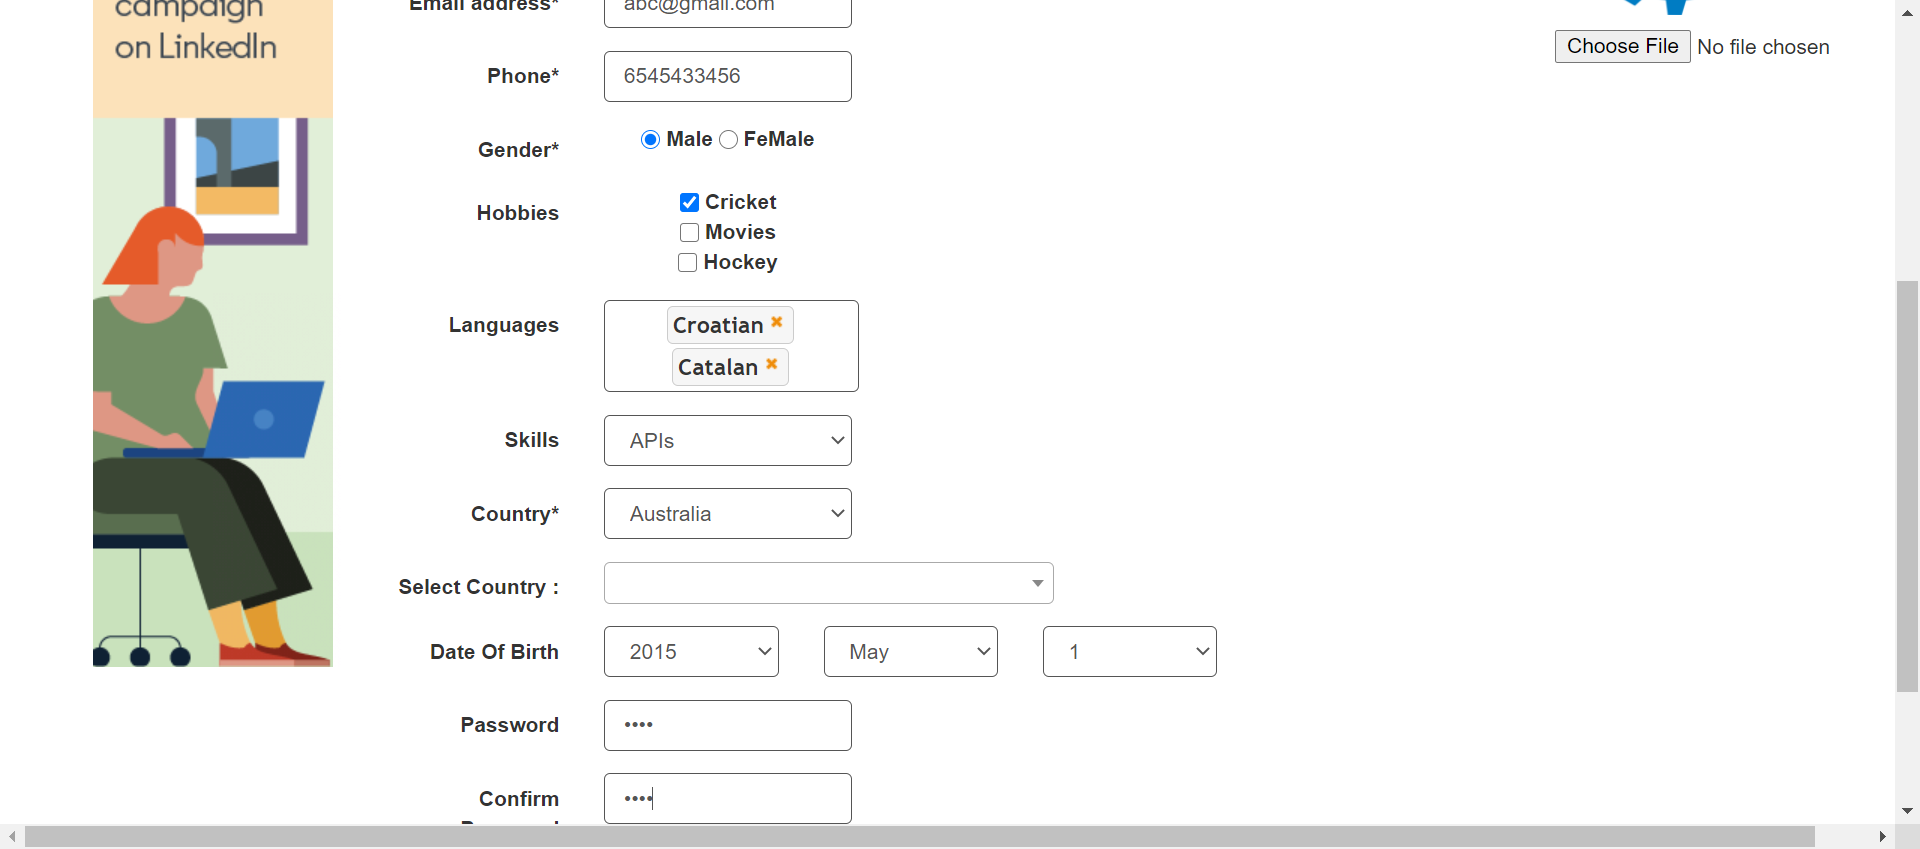 campaign
on LinkedIn
Email address* abc@gmail.com
Choose File No file chosen
Phone* 6545433456
Gender* Male FeMale
Hobbies Cricket
Movies
Hockey
Languages Croatian ×
Catalan ×
Skills APIs
Country* Australia
Select Country :
Date Of Birth 2015 May 1
Password ••••
Confirm ••••